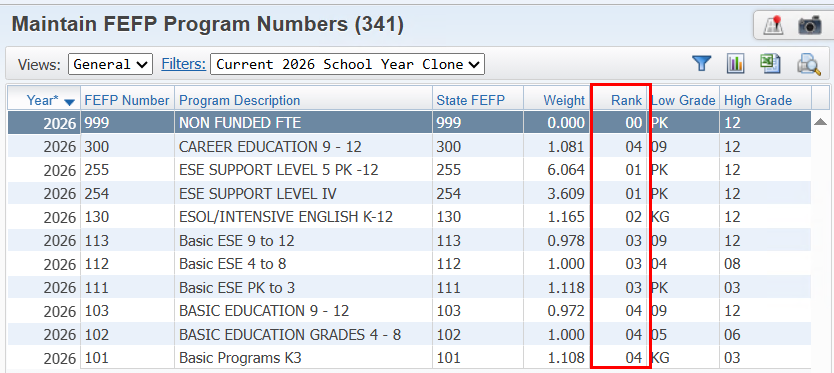 Maintain FEFP Program Numbers (341)
Views: General Filters: Current 2026 School Year Clone
Year* FEFP Number Program Description State FEFP Weight Rank Low Grade High Grade
2026 999 NON FUNDED FTE 999 0.000 00 PK 12
2026 300 CAREER EDUCATION 9 - 12 300 1.081 04 09 12
2026 255 ESE SUPPORT LEVEL 5 PK -12 255 6.064 01 PK 12
2026 254 ESE SUPPORT LEVEL IV 254 3.609 01 PK 12
2026 130 ESOL/INTENSIVE ENGLISH K-12 130 1.165 02 KG 12
2026 113 Basic ESE 9 to 12 113 0.978 03 09 12
2026 112 Basic ESE 4 to 8 112 1.000 03 04 08
2026 111 Basic ESE PK to 3 111 1.118 03 PK 03
2026 103 BASIC EDUCATION 9 - 12 103 0.972 04 09 12
2026 102 BASIC EDUCATION GRADES 4 - 8 102 1.000 04 05 06
2026 101 Basic Programs K3 101 1.108 04 KG 03